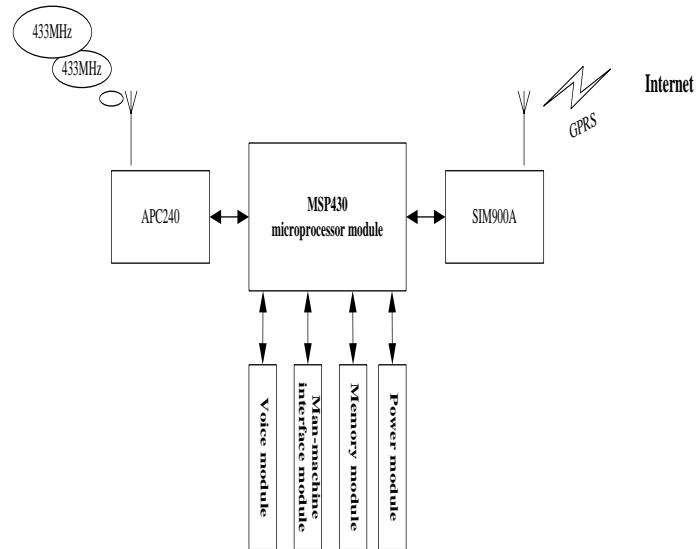 433MHz
433MHz
Internet
GPRS
APC240
MSP430
microprocessor module
SIM900A
Voice module
Man-machine
interface module
Memory module
Power module